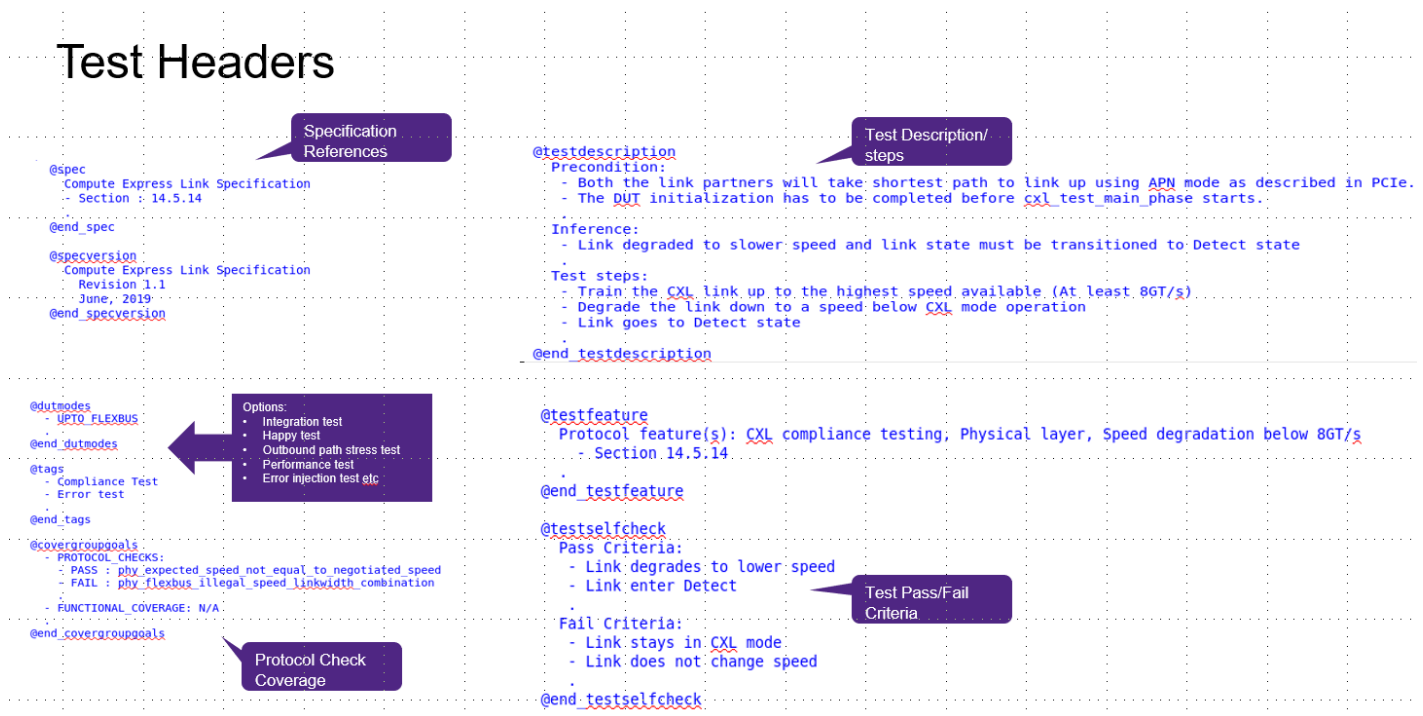 Test Headers
Specification
References
@spec
Compute Express Link Specification
- Section : 14.5.14
.
@end_spec
@specversion
Compute Express Link Specification
Revision 1.1
June, 2019
@end_specversion
Test Description/
steps
@testdescription
Precondition:
- Both the link partners will take shortest path to link up using APN mode as described in PCIe.
- The DUT initialization has to be completed before cxl_test_main_phase starts.
.
Inference:
- Link degraded to slower speed and link state must be transitioned to Detect state
.
Test steps:
- Train the CXL link up to the highest speed available (At least 8GT/s)
- Degrade the link down to a speed below CXL mode operation
- Link goes to Detect state
.
@end_testdescription
@dutmodes
- UPTO_FLEXBUS
.
@end_dutmodes
@tags
- Compliance Test
- Error test
.
@end_tags
@covergroupgoals
- PROTOCOL_CHECKS:
- PASS : phy_expected_speed_not_equal_to_negotiated_speed
- FAIL : phy_flexbus_illegal_speed_linkwidth_combination
.
- FUNCTIONAL_COVERAGE: N/A
.
@end_covergroupgoals
Options:
• Integration test
• Happy test
• Outbound path stress test
• Performance test
• Error injection test etc
Protocol Check
Coverage
@testfeature
Protocol feature(s): CXL compliance testing, Physical layer, Speed degradation below 8GT/s
- Section 14.5.14
.
@end_testfeature
@testselfcheck
Pass Criteria:
- Link degrades to lower speed
- Link enter Detect
.
Fail Criteria:
- Link stays in CXL mode
- Link does not change speed
.
@end_testselfcheck
Test Pass/Fail
Criteria